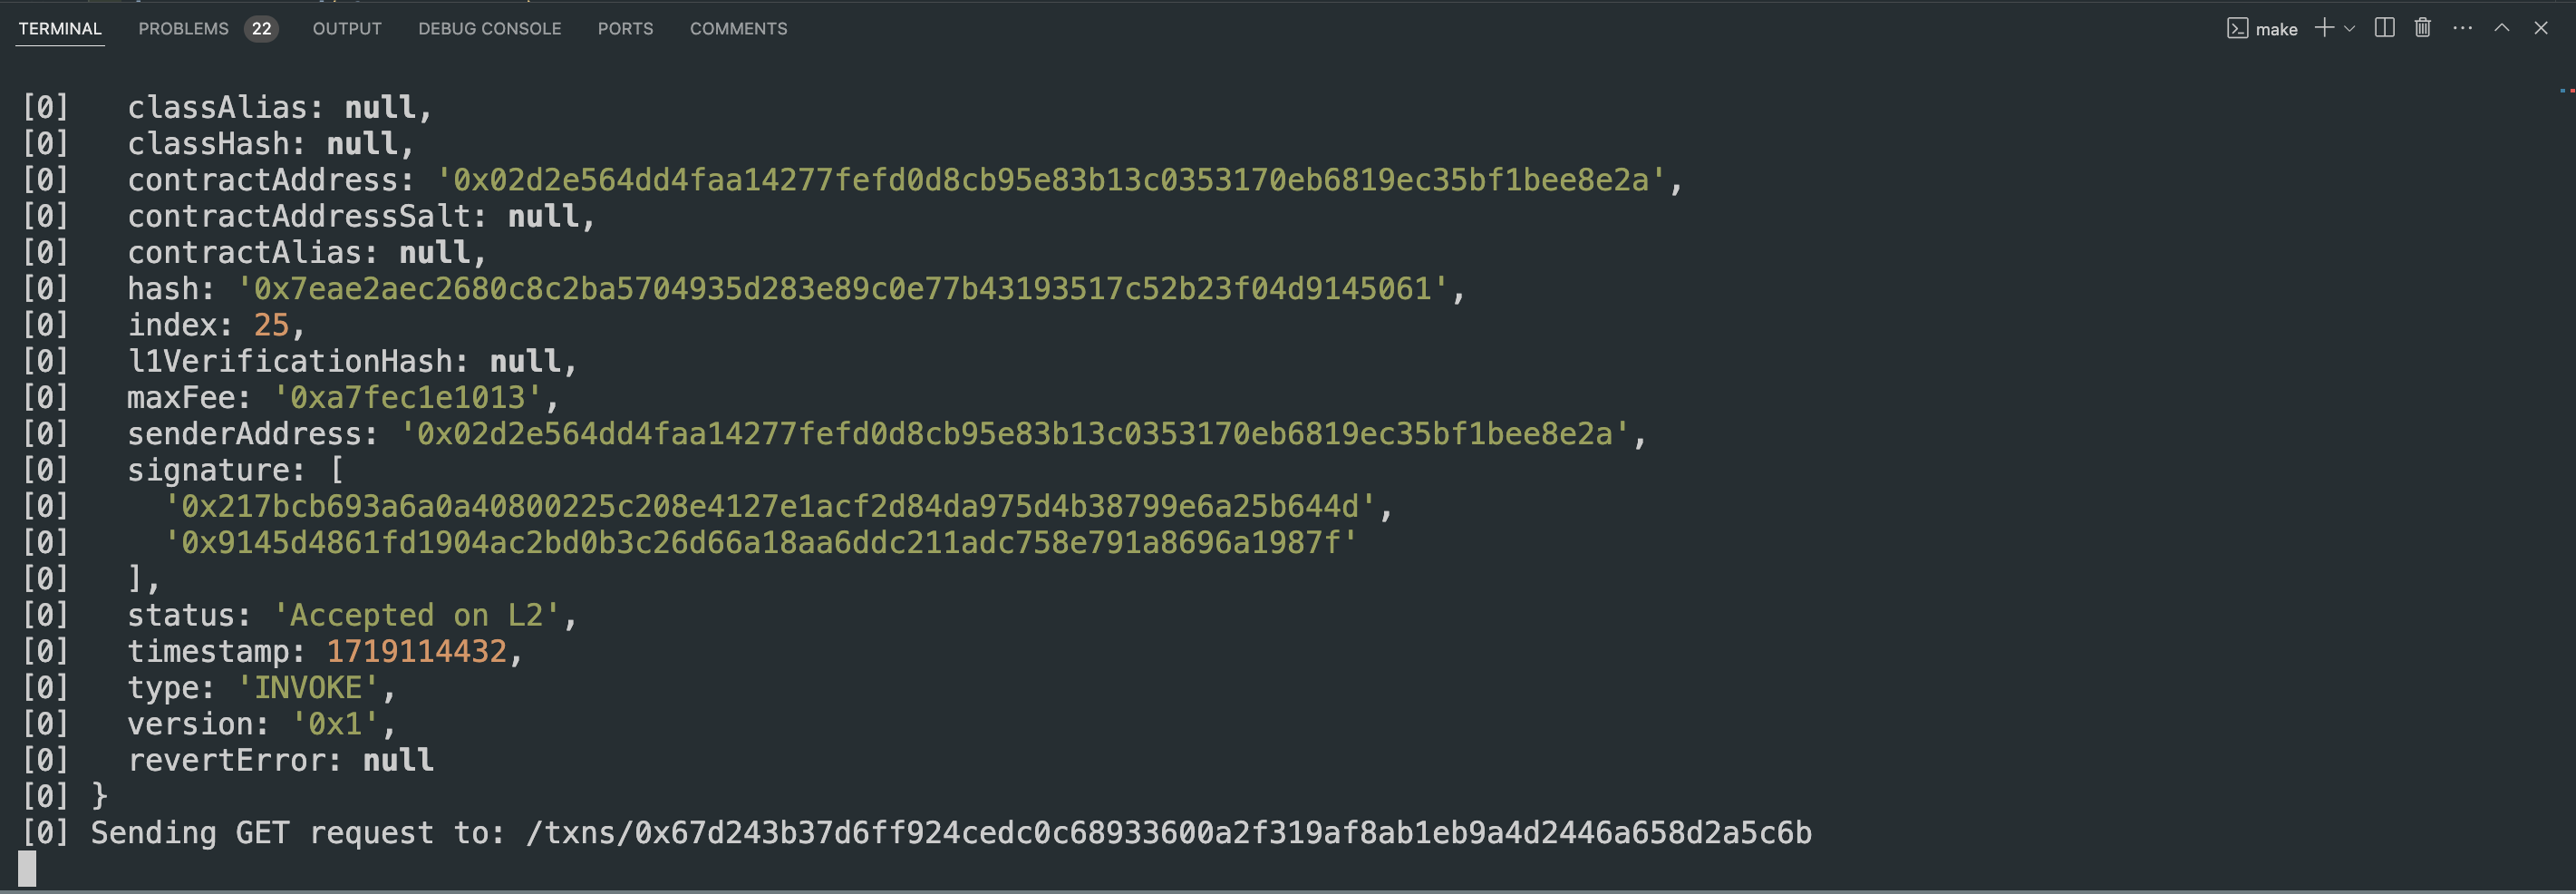 TERMINAL PROBLEMS 22 OUTPUT DEBUG CONSOLE PORTS COMMENTS make
[0]   classAlias: null,
[0]   classHash: null,
[0]   contractAddress: '0x02d2e564dd4faa14277fefd0d8cb95e83b13c0353170eb6819ec35bf1bee8e2a',
[0]   contractAddressSalt: null,
[0]   contractAlias: null,
[0]   hash: '0x7eae2aec2680c8c2ba5704935d283e89c0e77b43193517c52b23f04d9145061',
[0]   index: 25,
[0]   l1VerificationHash: null,
[0]   maxFee: '0xa7fec1e1013',
[0]   senderAddress: '0x02d2e564dd4faa14277fefd0d8cb95e83b13c0353170eb6819ec35bf1bee8e2a',
[0]   signature: [
[0]     '0x217bcb693a6a0a40800225c208e4127e1acf2d84da975d4b38799e6a25b644d',
[0]     '0x9145d4861fd1904ac2bd0b3c26d66a18aa6ddc211adc758e791a8696a1987f'
[0]   ],
[0]   status: 'Accepted on L2',
[0]   timestamp: 1719114432,
[0]   type: 'INVOKE',
[0]   version: '0x1',
[0]   revertError: null
[0] }
[0] Sending GET request to: /txns/0x67d243b37d6ff924cedc0c68933600a2f319af8ab1eb9a4d2446a658d2a5c6b